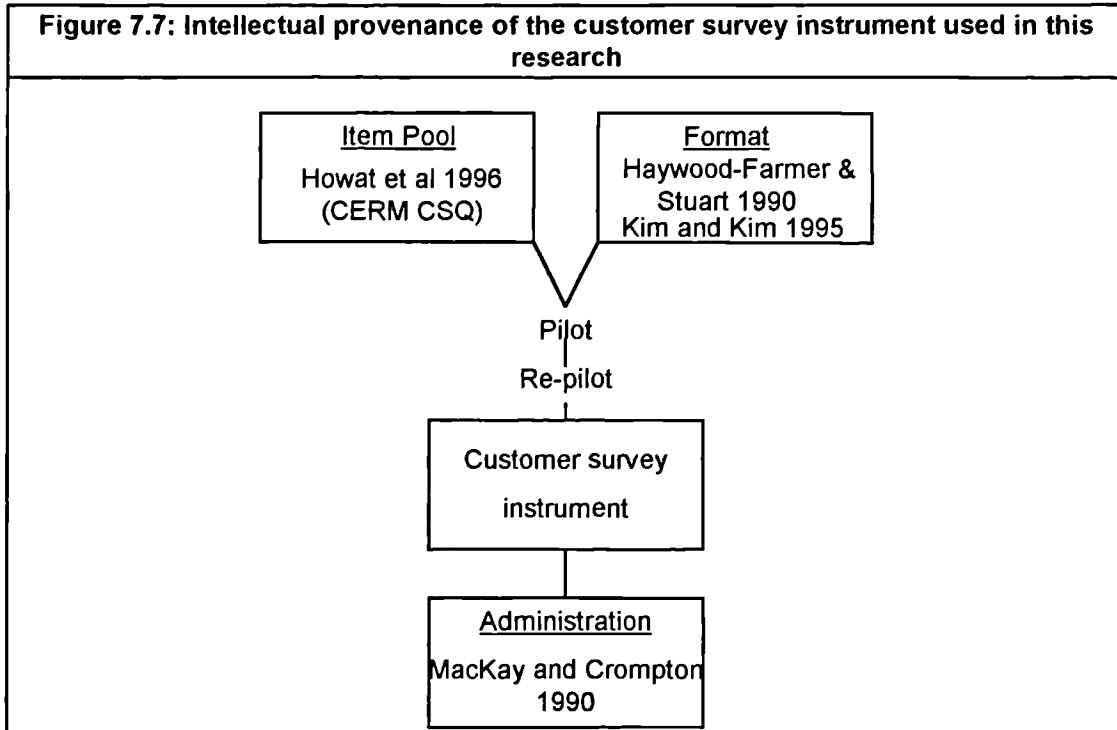 Figure 7.7: Intellectual provenance of the customer survey instrument used in this
research
Item Pool
Howat et al 1996
(CERM CSQ)
Format
Haywood-Farmer &
Stuart 1990
Kim and Kim 1995
Pilot
Re-pilot
Customer survey
instrument
Administration
MacKay and Crompton
1990